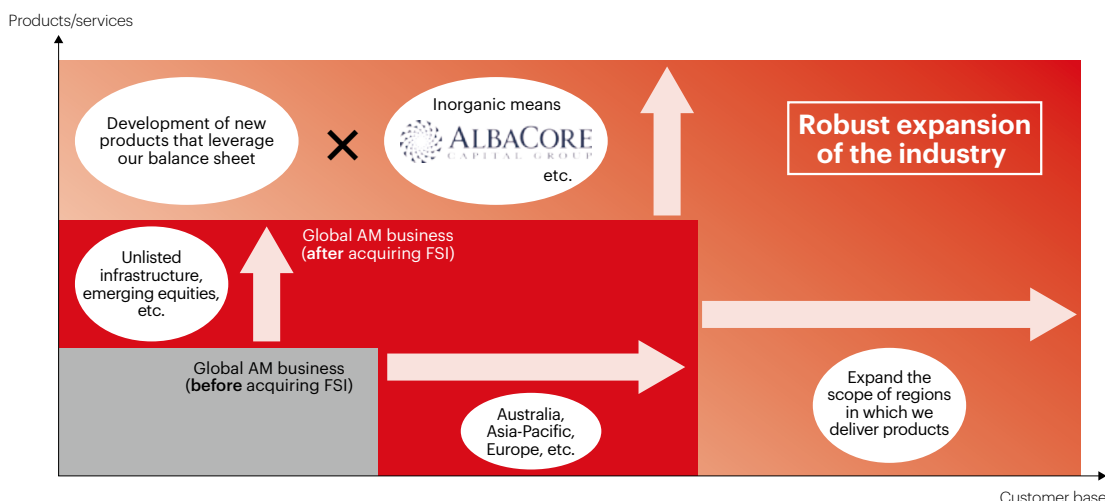 Products/services
Development of new
products that leverage
our balance sheet
×
Inorganic means
ALBACORE
CAPITAL GROUP
etc.
Robust expansion
of the industry
Unlisted
infrastructure,
emerging equities,
etc.
Global AM business
(after acquiring FSI)
Global AM business
(before acquiring FSI)
Australia,
Asia-Pacific,
Europe, etc.
Expand the
scope of regions
in which we
deliver products
Customer base